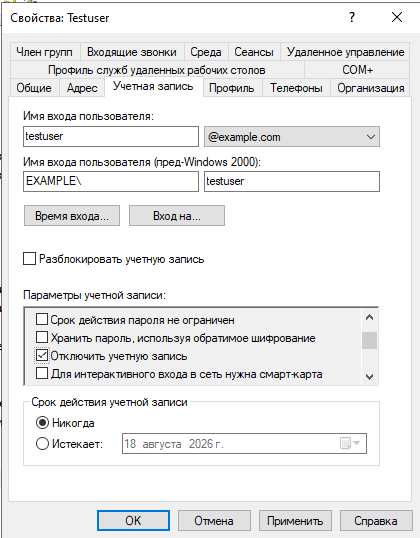 Свойства: Testuser
? ×
Член групп Входящие звонки Среда Сеансы Удаленное управление
Профиль служб удаленных рабочих столов COM+
Общие Адрес Учетная запись Профиль Телефоны Организация
Имя входа пользователя:
testuser @example.com
Имя входа пользователя (пред-Windows 2000):
EXAMPLE\ testuser
Время входа... Вход на...
Разблокировать учетную запись
Параметры учетной записи:
Срок действия пароля не ограничен
Хранить пароль, используя обратимое шифрование
Отключить учетную запись
Для интерактивного входа в сеть нужна смарт-карта
Срок действия учетной записи
Никогда
Истекает: 18 августа 2026 г.
OK Отмена Применить Справка